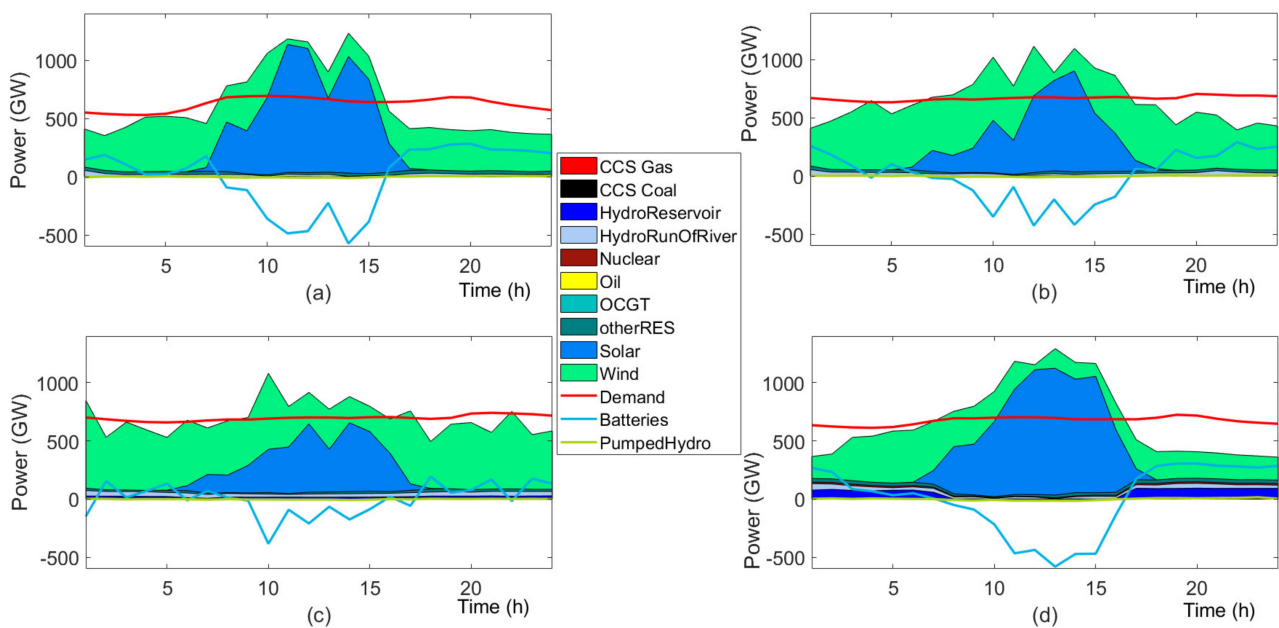 Power (GW)
1000
500
0
-500
5
10
15
20
Time (h)
(a)
Power (GW)
1000
500
0
-500
5
10
15
20
Time (h)
(b)
CCS Gas
CCS Coal
HydroReservoir
HydroRunOfRiver
Nuclear
Oil
OCGT
otherRES
Solar
Wind
Demand
Batteries
PumpedHydro
Power (GW)
1000
500
0
-500
5
10
15
20
Time (h)
(c)
Power (GW)
1000
500
0
-500
5
10
15
20
Time (h)
(d)